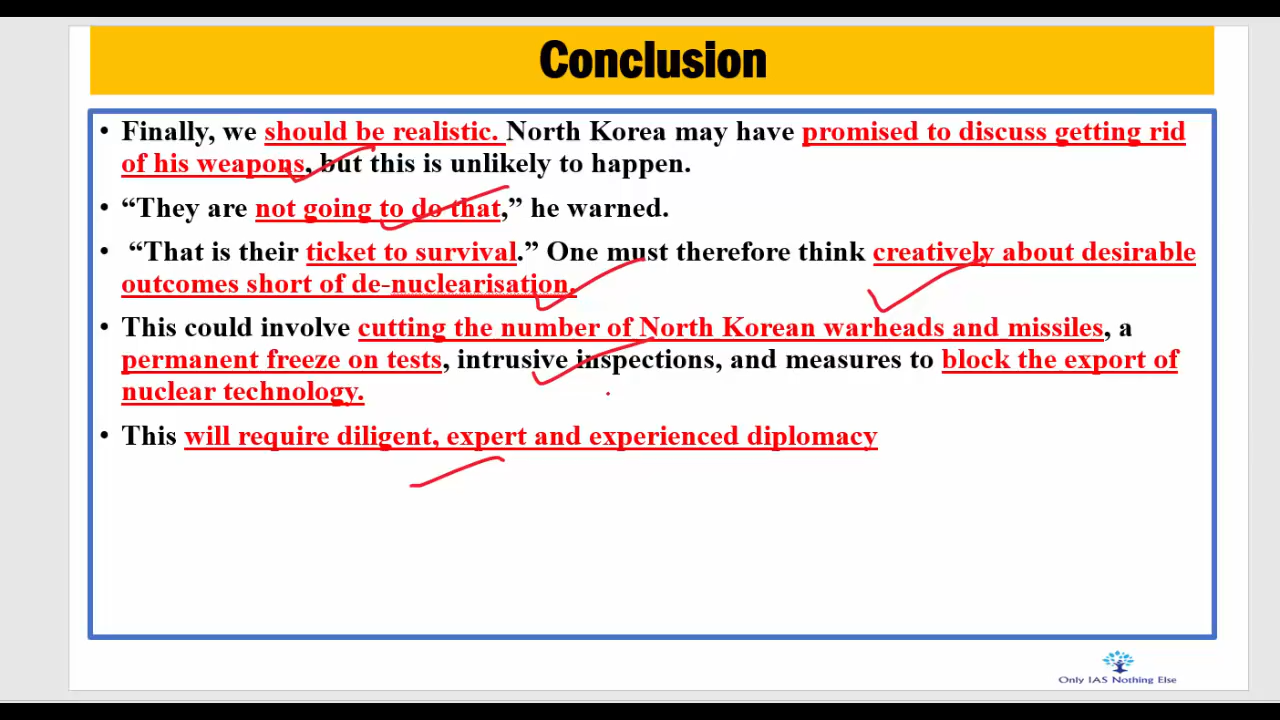 Conclusion
• Finally, we should be realistic. North Korea may have promised to discuss getting rid
of his weapons, but this is unlikely to happen.
• “They are not going to do that,” he warned.
• “That is their ticket to survival.” One must therefore think creatively about desirable
outcomes short of de-nuclearisation.
• This could involve cutting the number of North Korean warheads and missiles, a
permanent freeze on tests, intrusive inspections, and measures to block the export of
nuclear technology.
• This will require diligent, expert and experienced diplomacy
Only IAS Nothing Else